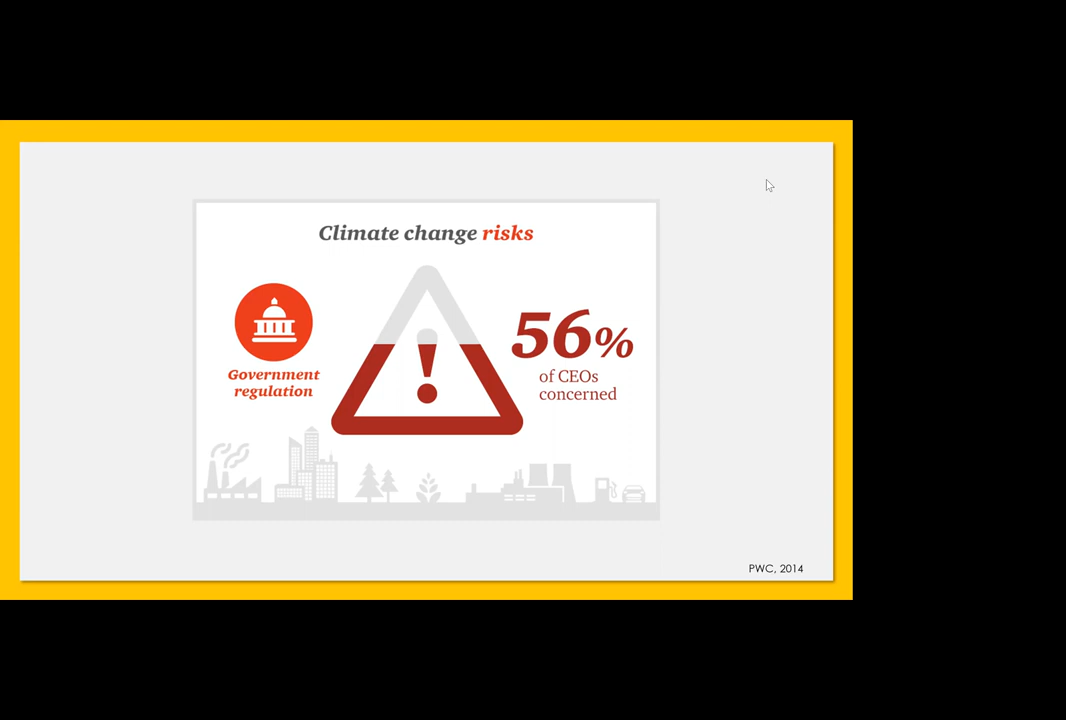 Climate change risks
Government
regulation
56%
of CEOs
concerned
PWC, 2014